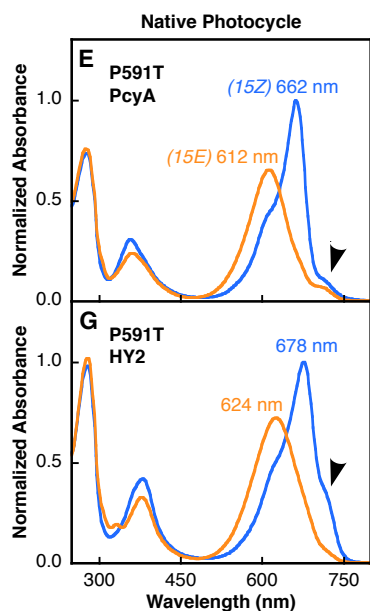 Native Photocycle
E
P591T
PcyA
(15Z) 662 nm
(15E) 612 nm
Normalized Absorbance
1.0
0.5
0.0
G
P591T
HY2
678 nm
624 nm
Normalized Absorbance
1.0
0.5
0.0
300 450 600 750
Wavelength (nm)